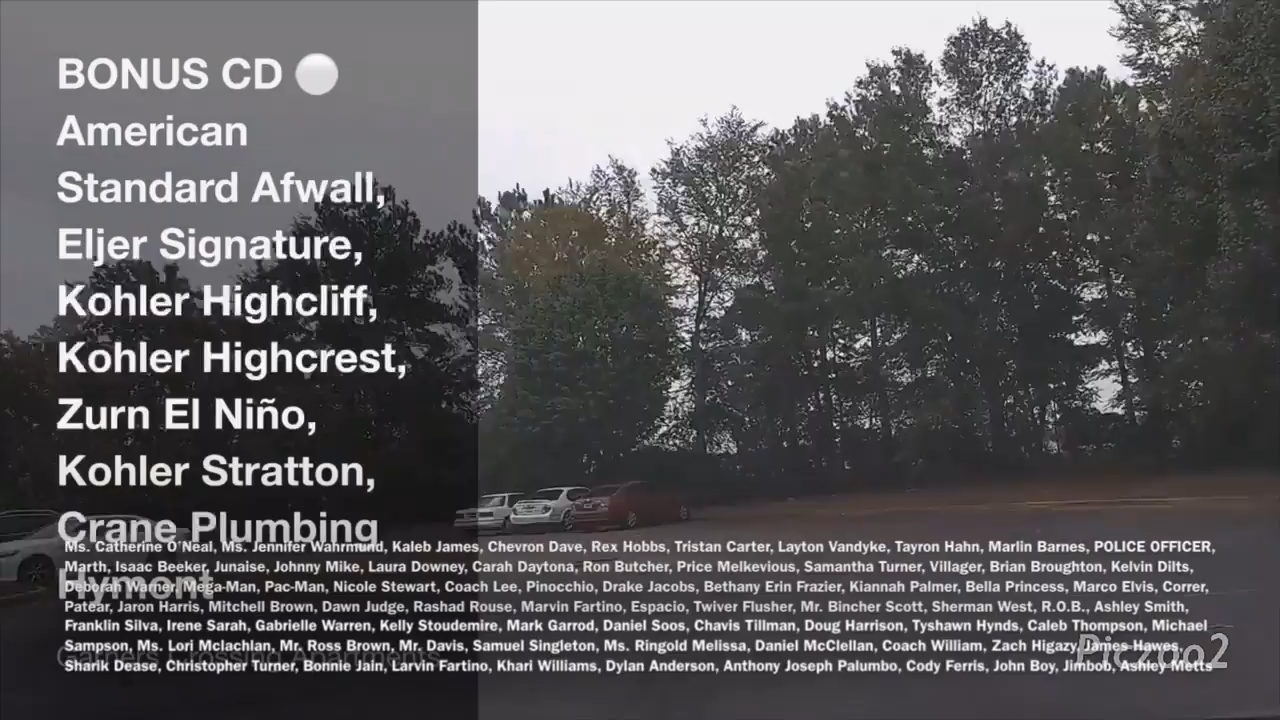 BONUS CD
American
Standard Afwall,
Eljer Signature,
Kohler Highcliff,
Kohler Highcrest,
Zurn El Niño,
Kohler Stratton,
Crane Plumbing
Hymont
Ms. Catherine O'Neal, Ms. Jennifer Wahrmund, Kaleb James, Chevron Dave, Rex Hobbs, Tristan Carter, Layton Vandyke, Tayron Hahn, Marlin Barnes, POLICE OFFICER,
Marth, Isaac Beeker, Junaise, Johnny Mike, Laura Downey, Carah Daytona, Ron Butcher, Price Melkevious, Samantha Turner, Villager, Brian Broughton, Kelvin Dilts,
Deborah Warner, Mega-Man, Pac-Man, Nicole Stewart, Coach Lee, Pinocchio, Drake Jacobs, Bethany Erin Frazier, Kiannah Palmer, Bella Princess, Marco Elvis, Correr,
Patear, Jaron Harris, Mitchell Brown, Dawn Judge, Rashad Rouse, Marvin Fartino, Espacio, Twiver Flusher, Mr. Bincher Scott, Sherman West, R.O.B., Ashley Smith,
Franklin Silva, Irene Sarah, Gabrielle Warren, Kelly Stoudemire, Mark Garrod, Daniel Soos, Chavis Tillman, Doug Harrison, Tyshawn Hynds, Caleb Thompson, Michael
Sampson, Ms. Lori Mclachlan, Mr. Ross Brown, Mr. Davis, Samuel Singleton, Ms. Ringold Melissa, Daniel McClellan, Coach William, Zach Higazy, James Hawes,
Sharik Dease, Christopher Turner, Bonnie Jain, Larvin Fartino, Khari Williams, Dylan Anderson, Anthony Joseph Palumbo, Cody Ferris, John Boy, Jimbob, Ashley Metts
Crossing Apartments
Piczoo2